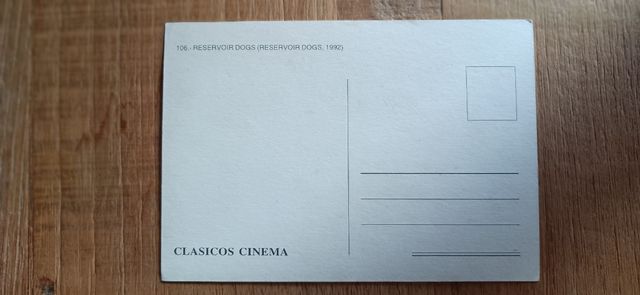 106.- RESERVOIR DOGS (RESERVOIR DOGS, 1992)
CLASICOS CINEMA